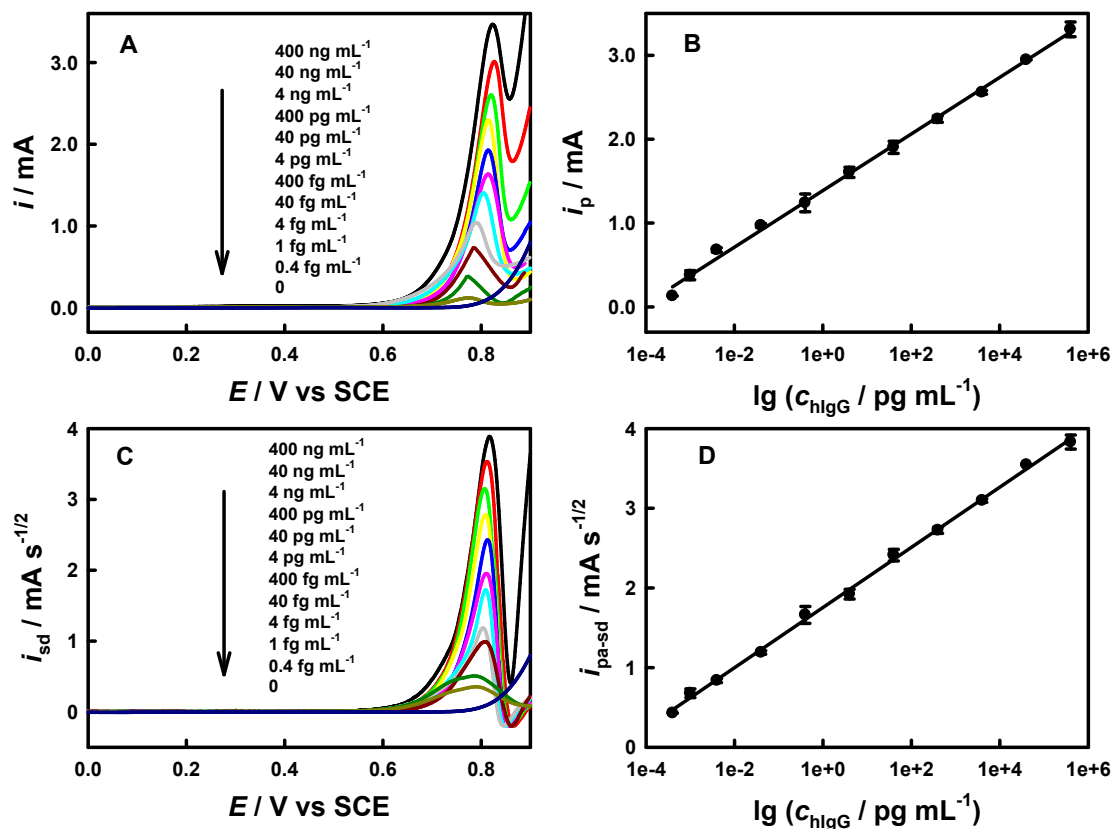 A
400 ng mL⁻¹
40 ng mL⁻¹
4 ng mL⁻¹
400 pg mL⁻¹
40 pg mL⁻¹
4 pg mL⁻¹
400 fg mL⁻¹
40 fg mL⁻¹
4 fg mL⁻¹
1 fg mL⁻¹
0.4 fg mL⁻¹
0
i / mA
3.0
2.0
1.0
0.0
0.0 0.2 0.4 0.6 0.8
E / V vs SCE
B
iₚ / mA
3.0
2.0
1.0
0.0
1e-4 1e-2 1e+0 1e+2 1e+4 1e+6
lg (c_hIgG / pg mL⁻¹)
C
400 ng mL⁻¹
40 ng mL⁻¹
4 ng mL⁻¹
400 pg mL⁻¹
40 pg mL⁻¹
4 pg mL⁻¹
400 fg mL⁻¹
40 fg mL⁻¹
4 fg mL⁻¹
1 fg mL⁻¹
0.4 fg mL⁻¹
0
i_sd / mA s⁻¹/²
4
3
2
1
0
0.0 0.2 0.4 0.6 0.8
E / V vs SCE
D
i_pa-sd / mA s⁻¹/²
4
3
2
1
0
1e-4 1e-2 1e+0 1e+2 1e+4 1e+6
lg (c_hIgG / pg mL⁻¹)